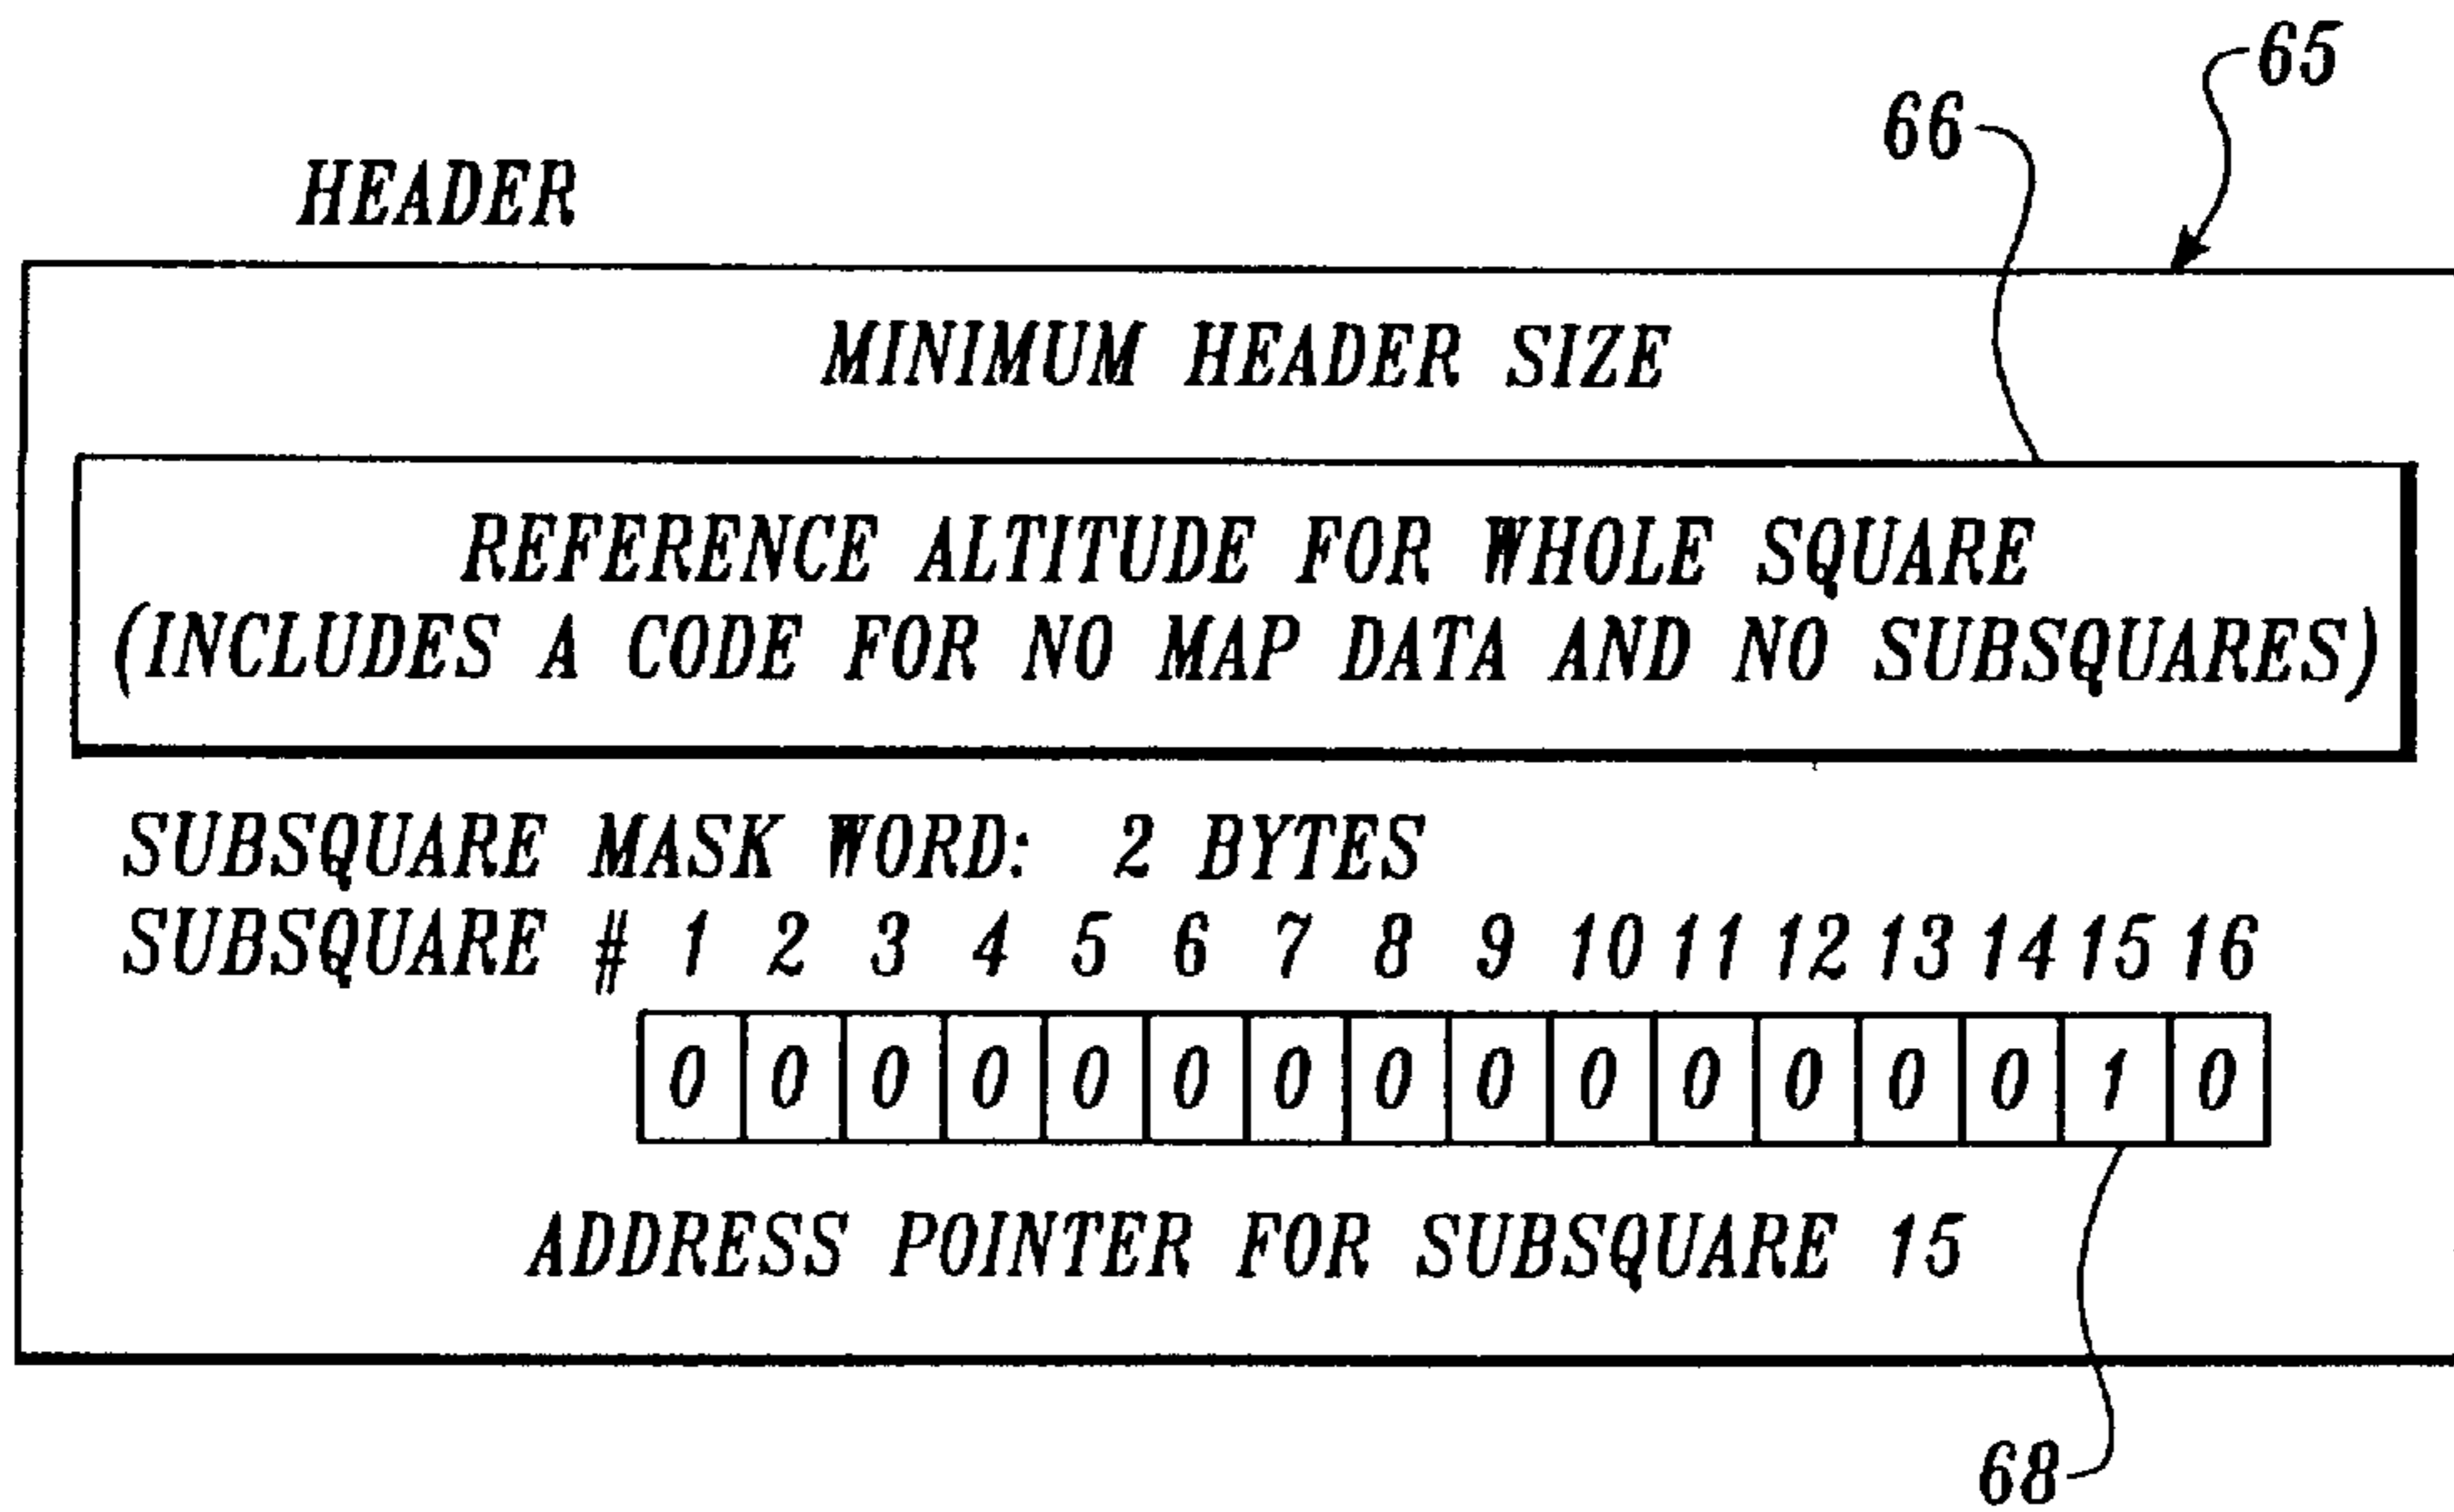 65
66
HEADER
MINIMUM HEADER SIZE
REFERENCE ALTITUDE FOR WHOLE SQUARE
(INCLUDES A CODE FOR NO MAP DATA AND NO SUBSQUARES)
SUBSQUARE MASK WORD: 2 BYTES
SUBSQUARE # 1 2 3 4 5 6 7 8 9 10 11 12 13 14 15 16
0 0 0 0 0 0 0 0 0 0 0 0 0 0 1 0
ADDRESS POINTER FOR SUBSQUARE 15
68